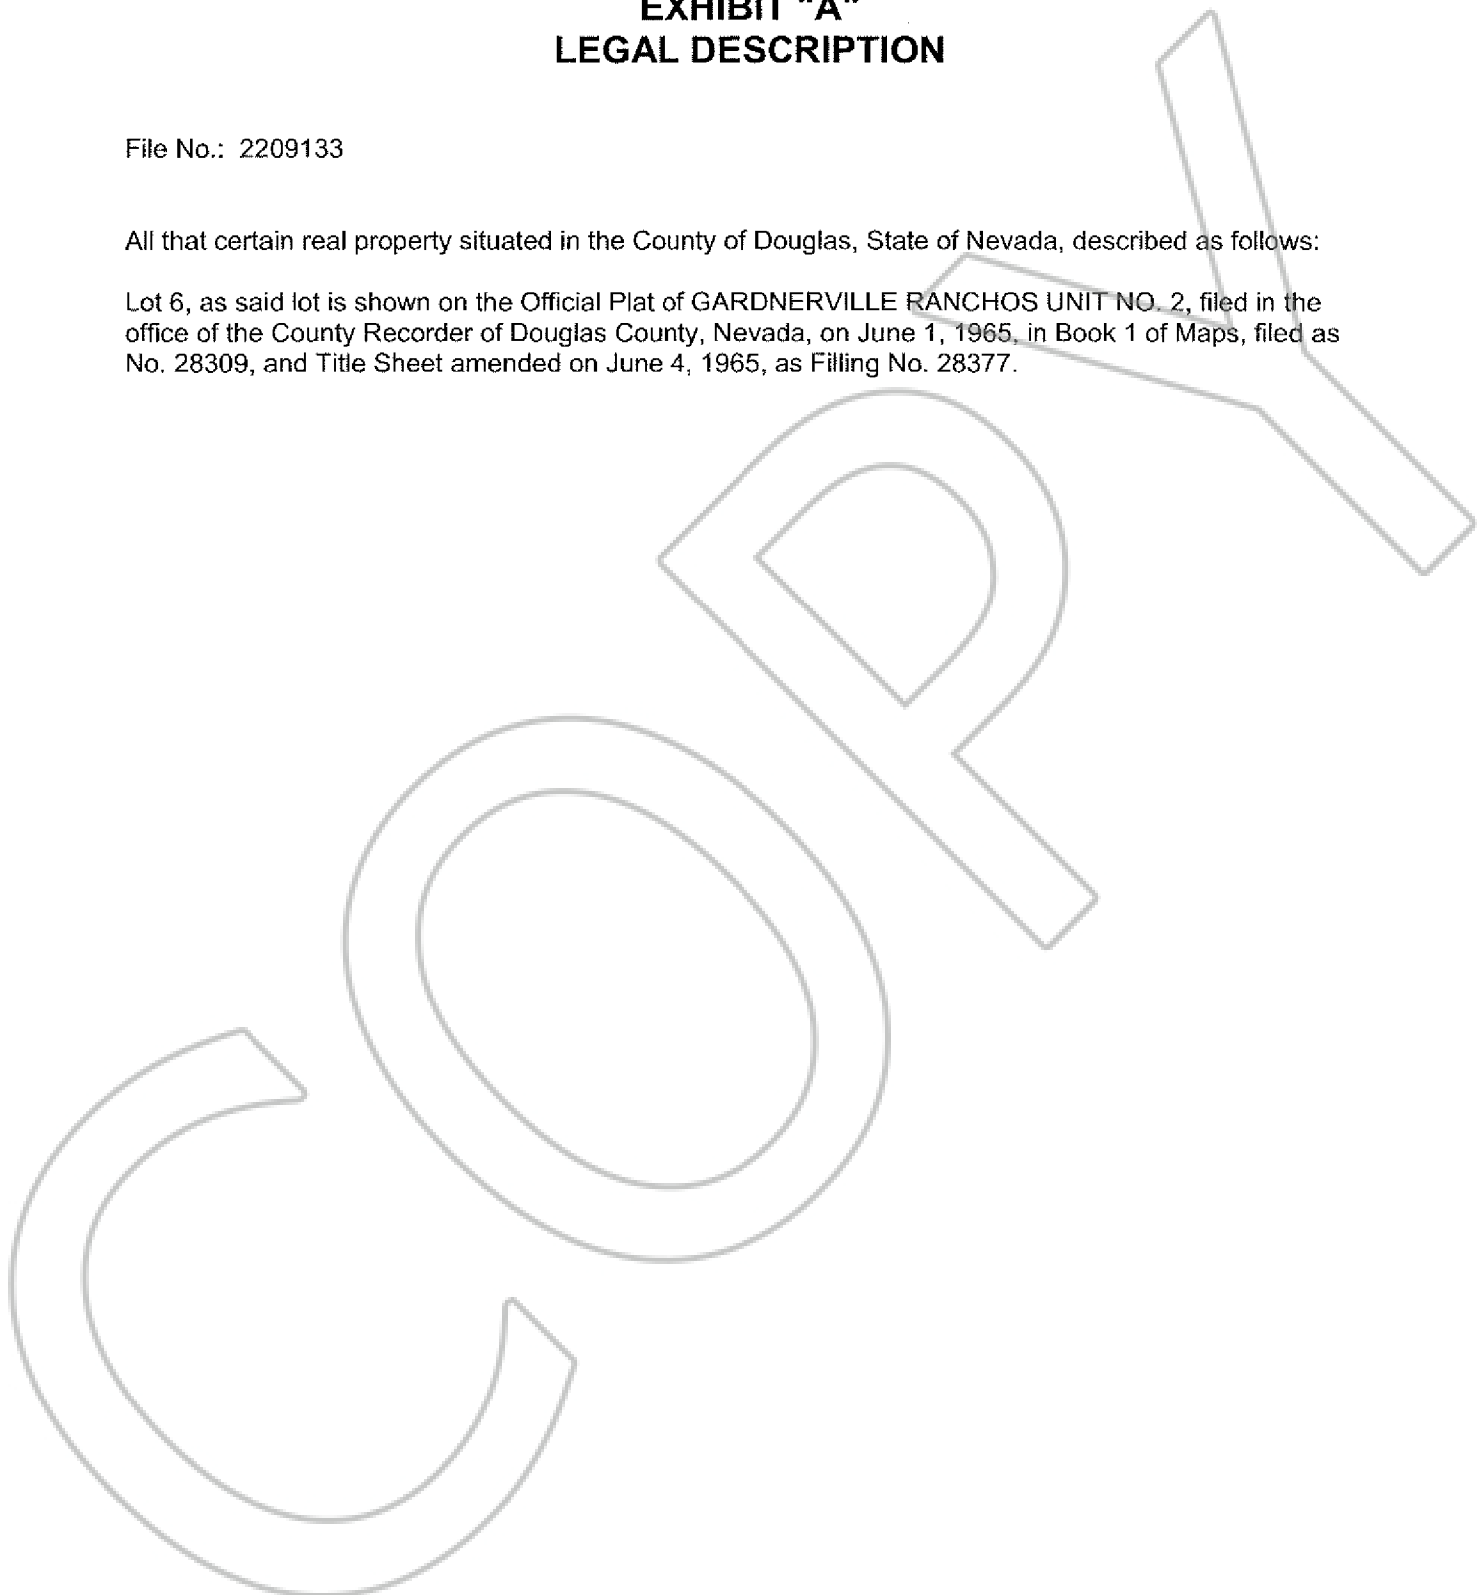 EXHIBIT "A"
LEGAL DESCRIPTION
File No.: 2209133
All that certain real property situated in the County of Douglas, State of Nevada, described as follows:
Lot 6, as said lot is shown on the Official Plat of GARDNERVILLE RANCHOS UNIT NO. 2, filed in the
office of the County Recorder of Douglas County, Nevada, on June 1, 1965, in Book 1 of Maps, filed as
No. 28309, and Title Sheet amended on June 4, 1965, as Filling No. 28377.
COPY